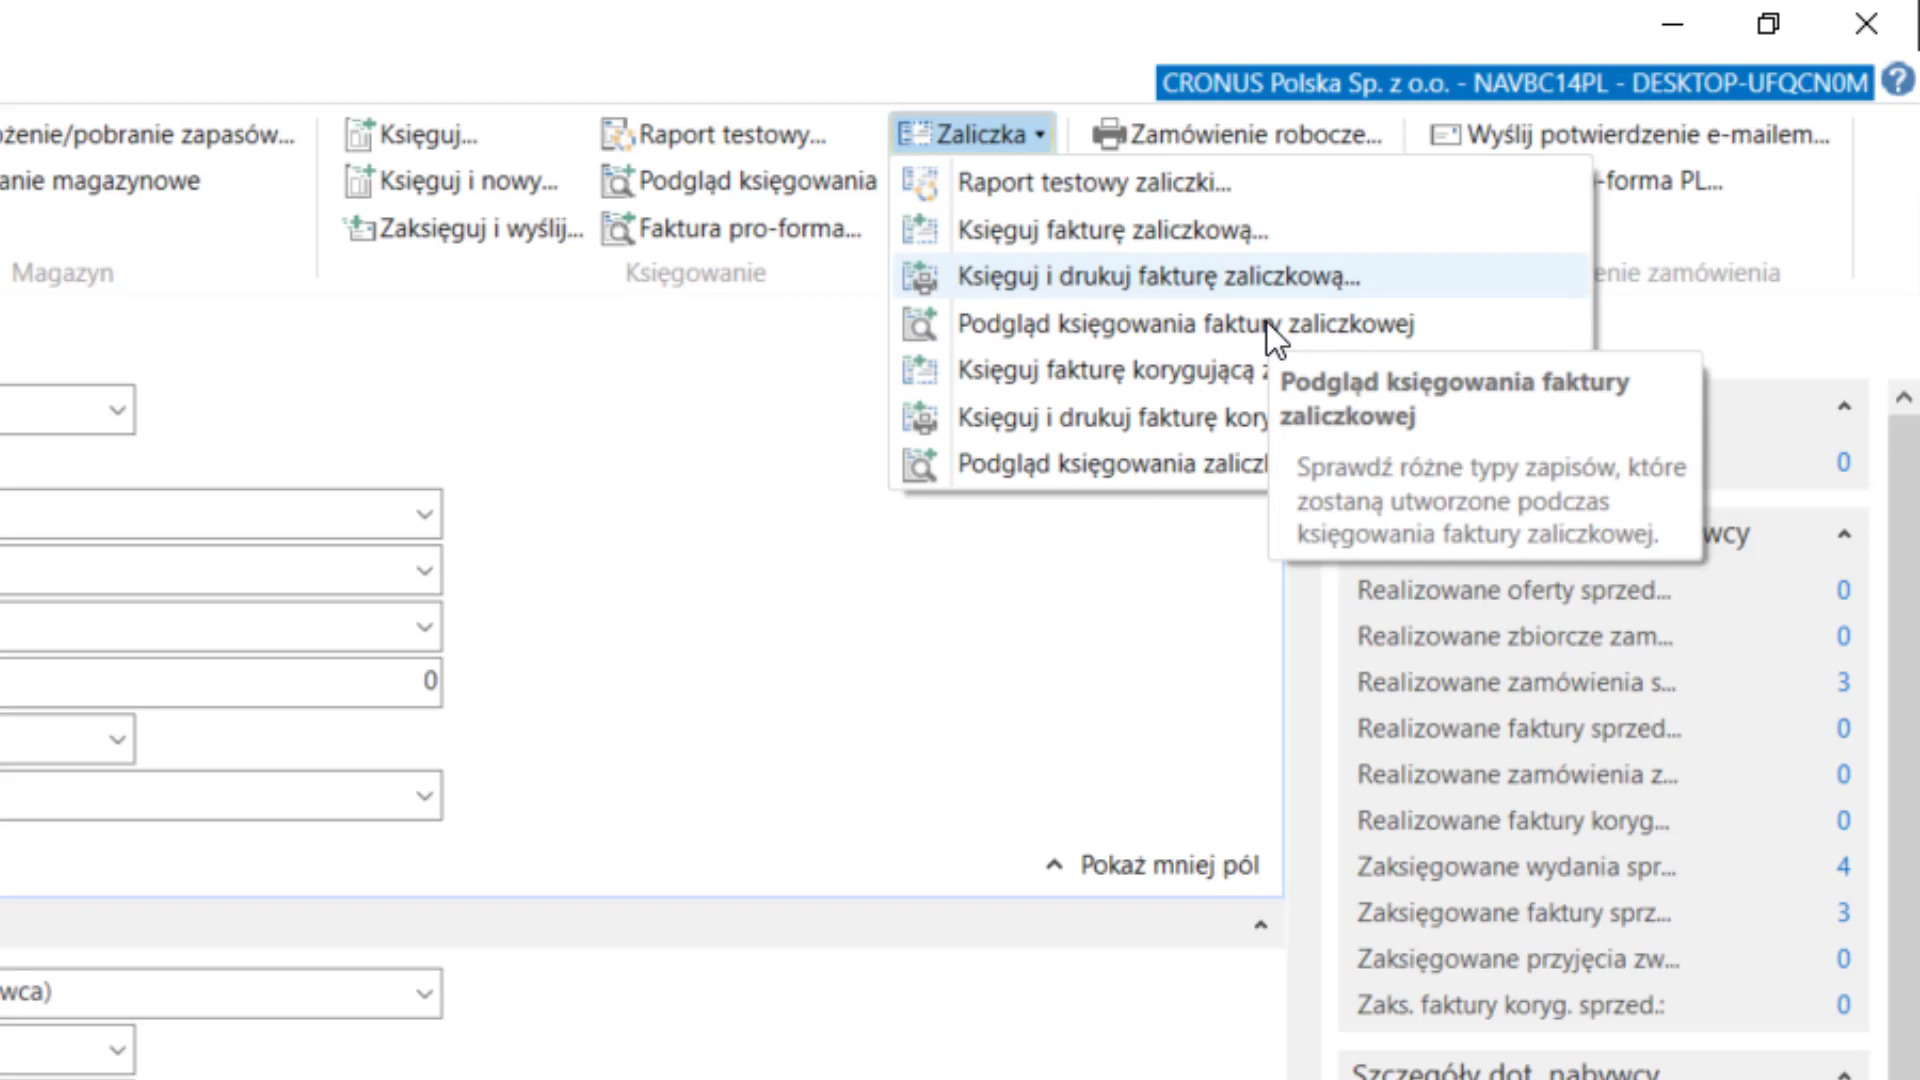 CRONUS Polska Sp. z o.o. - NAVBC14PL - DESKTOP-UFQCN0M
ożenie/pobranie zapasów...
Księguj...
Raport testowy...
Zaliczka
Zamówienie robocze...
Wyślij potwierdzenie e-mailem...
anie magazynowe
Księguj i nowy...
Podgląd księgowania
Raport testowy zaliczki...
-forma PL...
Zaksięguj i wyślij...
Faktura pro-forma...
Księguj fakturę zaliczkową...
Magazyn
Księgowanie
Księguj i drukuj fakturę zaliczkową...
enie zamówienia
Podgląd księgowania faktury zaliczkowej
Księguj fakturę korygującą z
Podgląd księgowania faktury
zaliczkowej
Księguj i drukuj fakturę kory
Podgląd księgowania zaliczk
0
Sprawdź różne typy zapisów, które
zostaną utworzone podczas
księgowania faktury zaliczkowej.
wcy
Realizowane oferty sprzed... 0
Realizowane zbiorcze zam... 0
Realizowane zamówienia s... 3
0
Realizowane faktury sprzed... 0
Realizowane zamówienia z... 0
Realizowane faktury koryg... 0
Pokaż mniej pól
Zaksięgowane wydania spr... 4
Zaksięgowane faktury sprz... 3
Zaksięgowane przyjęcia zw... 0
wca)
Zaks. faktury koryg. sprzed.: 0
Szczegóły dot. nabywcy